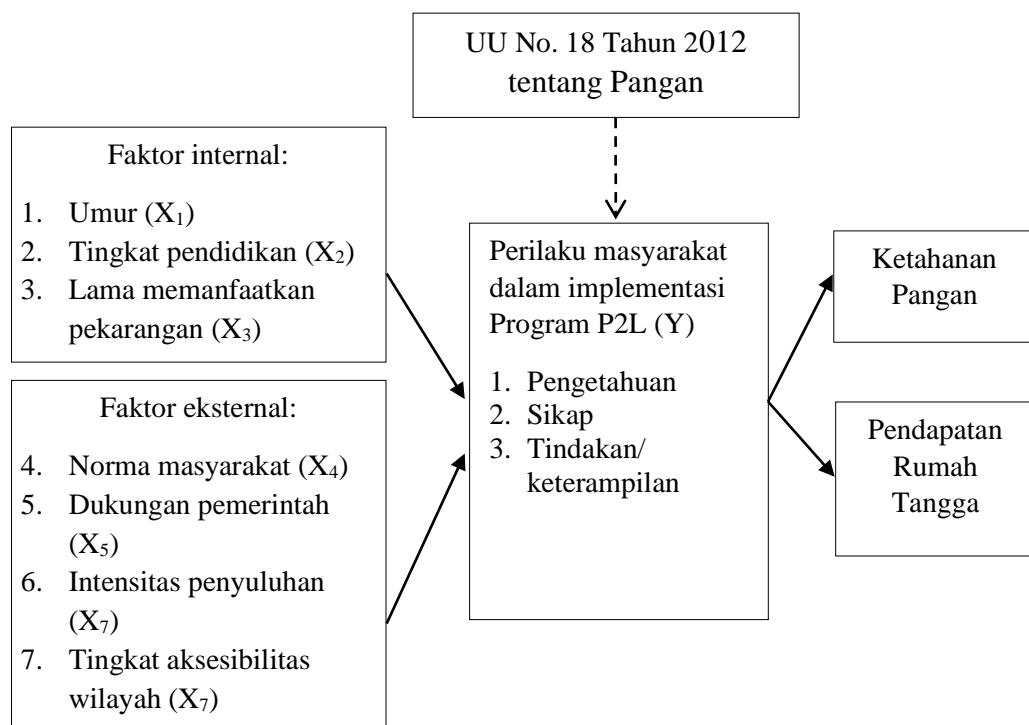 UU No. 18 Tahun 2012
tentang Pangan
Faktor internal:
1. Umur (X₁)
2. Tingkat pendidikan (X₂)
3. Lama memanfaatkan
pekarangan (X₃)
Faktor eksternal:
4. Norma masyarakat (X₄)
5. Dukungan pemerintah
(X₅)
6. Intensitas penyuluhan
(X₇)
7. Tingkat aksesibilitas
wilayah (X₇)
Perilaku masyarakat
dalam implementasi
Program P2L (Y)
1. Pengetahuan
2. Sikap
3. Tindakan/
keterampilan
Ketahanan
Pangan
Pendapatan
Rumah
Tangga